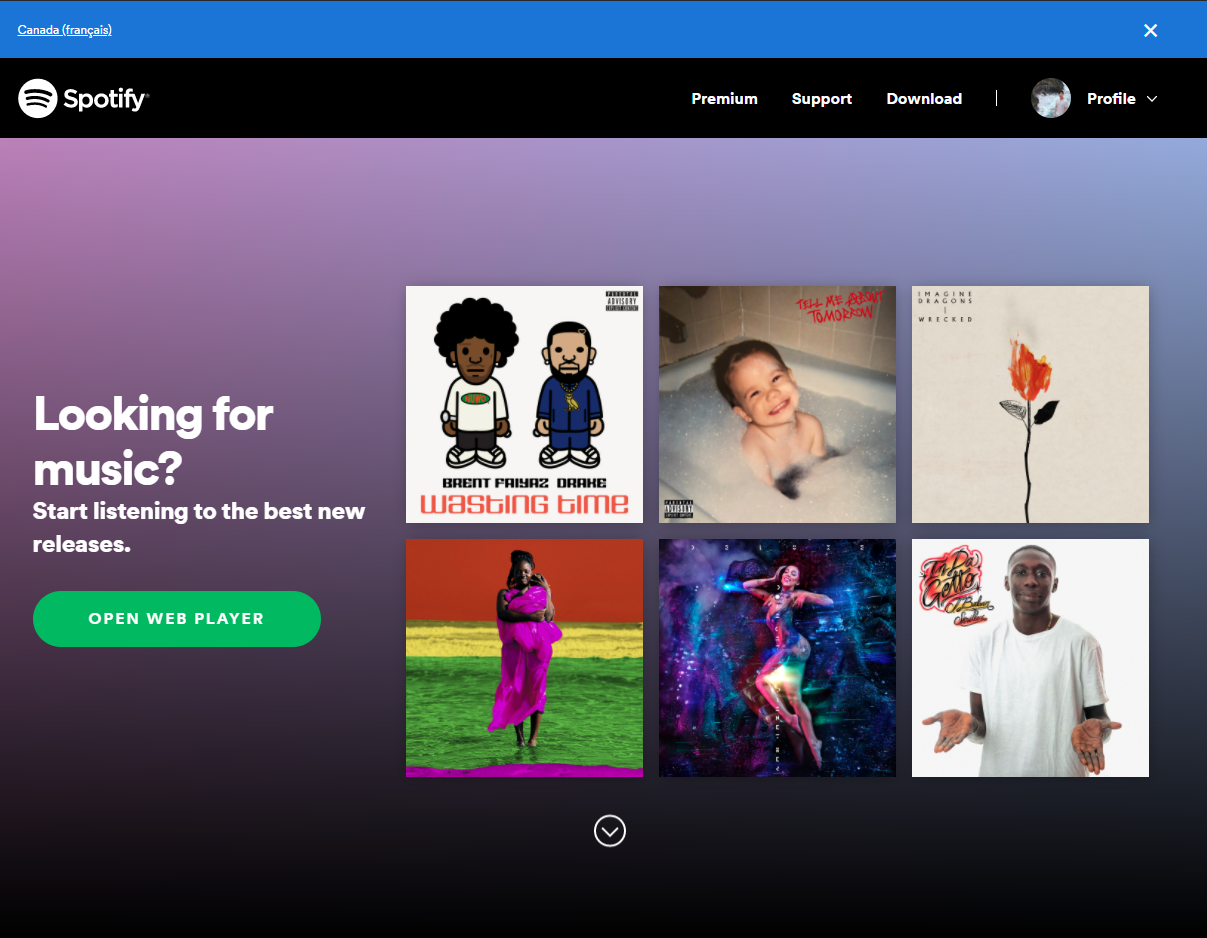 Canada (français)
Spotify
Premium
Support
Download
Profile
PARENTAL
ADVISORY
EXPLICIT CONTENT
TELL ME ABOUT
TOMORROW
IMAGINE
DRAGONS
WRECKED
Looking for
music?
Start listening to the best new
releases.
OPEN WEB PLAYER
BRENT FAIYAZ DRAKE
wasting time
PARENTAL
ADVISORY
EXPLICIT CONTENT